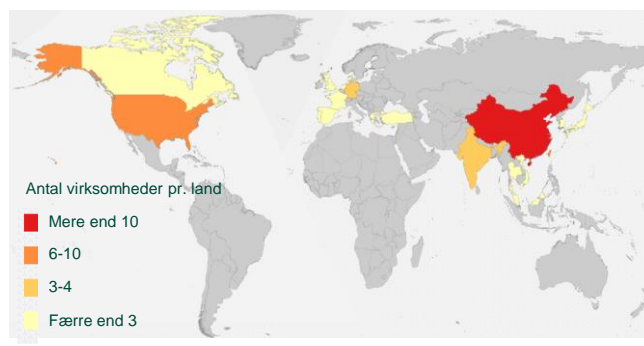 Antal virksomheder pr. land
Mere end 10
6-10
3-4
Færre end 3